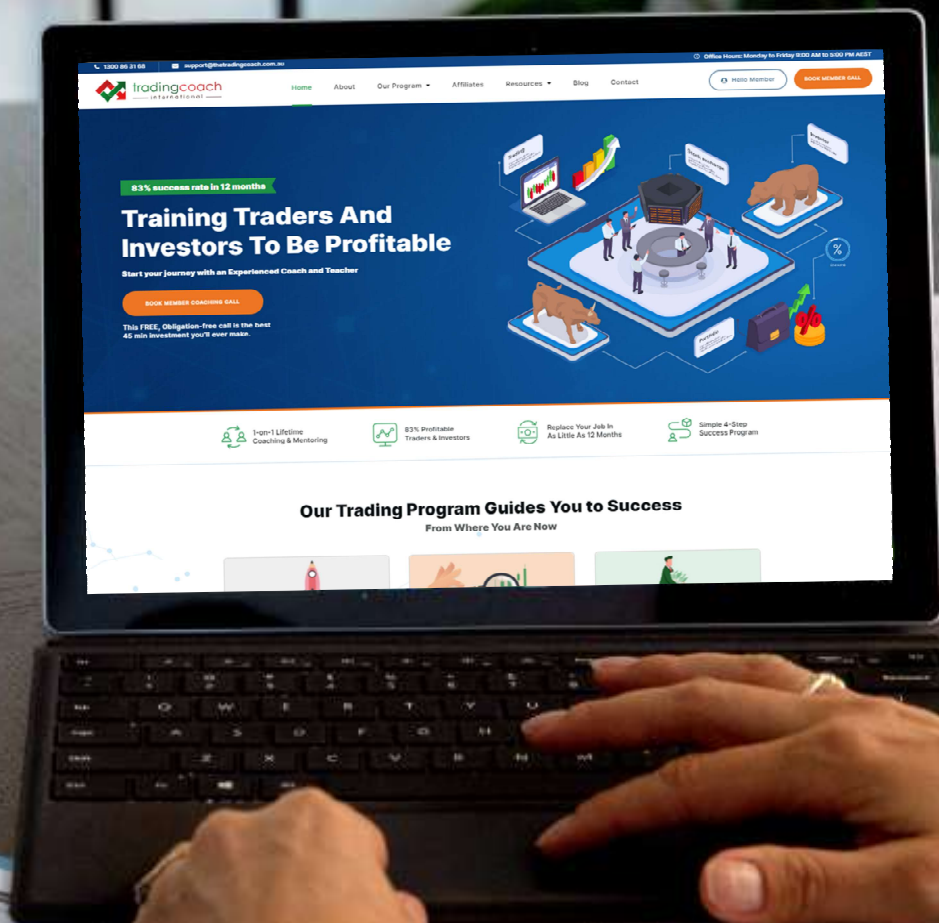 1300 86 31 68
support@thetradingcoach.com.au
Office Hours: Monday to Friday 9:00 AM to 5:00 PM AEST
tradingcoach
international
Home
About
Our Program
Affiliates
Resources
Blog
Contact
Hello Member
BOOK MEMBER CALL
83% success rate in 12 months
Training Traders And
Investors To Be Profitable
Start your journey with an Experienced Coach and Teacher
BOOK MEMBER COACHING CALL
This FREE, Obligation-free call is the best
45 min investment you'll ever make.
Trading
Stock exchange
%
%
1-on-1 Lifetime
Coaching & Mentoring
83% Profitable
Traders & Investors
Replace Your Job In
As Little As 12 Months
Simple 4-Step
Success Program
Our Trading Program Guides You to Success
From Where You Are Now
Q W E R T Y U
A S D F G H
Z X C V B N M